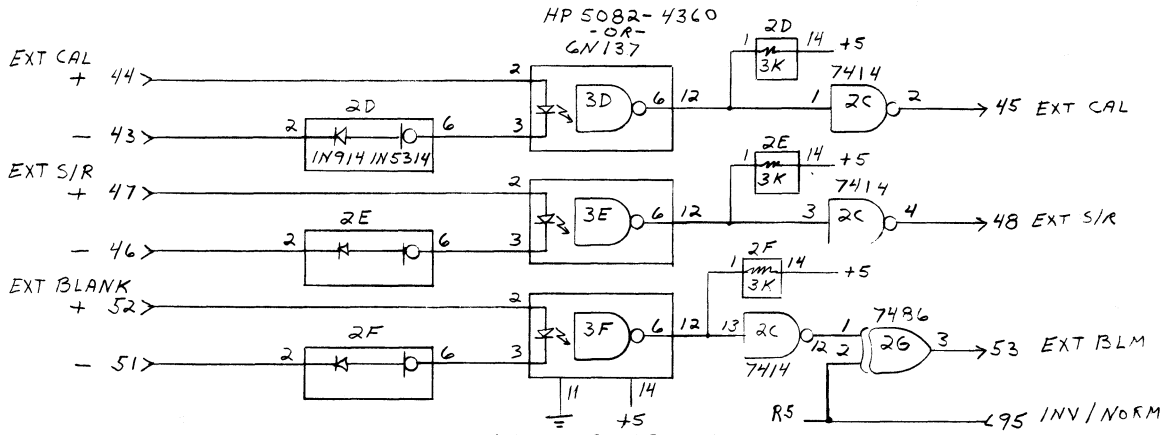 HP 5082-4360
-OR-
6N137
2D
1 14 +5
3K
7414
EXT CAL
+ 44
2
3D
6 12
1 2C 2
45 EXT CAL
2D
- 43
2 6
3
1N914 1N5314
2E
1 14 +5
3K
7414
EXT S/R
+ 47
2
3E
6 12
3 2C 4
48 EXT S/R
2E
- 46
2 6
3
2F
1 14 +5
3K
EXT BLANK
+ 52
2
3F
6 12
13 2C 12
7414
7486
1
2
2G
3
53 EXT BLM
2F
- 51
2 6
3
11 14
+5
R5
95 INV/NORM